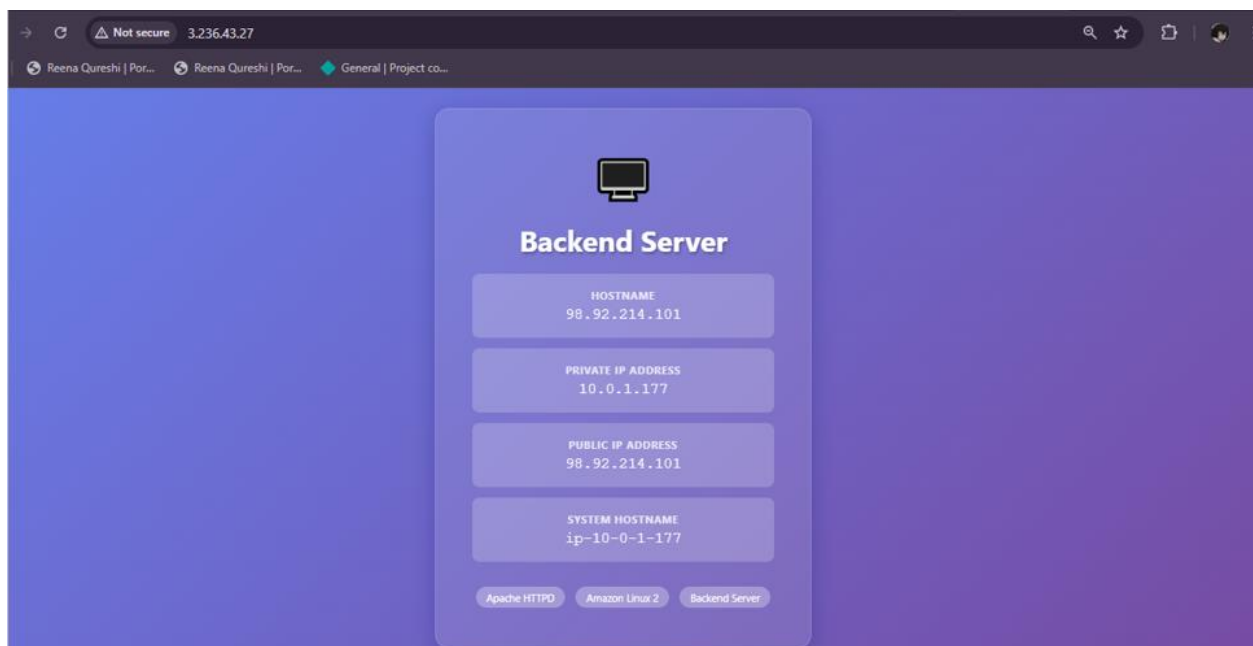 Not secure 3.236.43.27
Reena Qureshi | Por... Reena Qureshi | Por... General | Project co...
Backend Server
HOSTNAME
98.92.214.101
PRIVATE IP ADDRESS
10.0.1.177
PUBLIC IP ADDRESS
98.92.214.101
SYSTEM HOSTNAME
ip-10-0-1-177
Apache HTTPD Amazon Linux 2 Backend Server